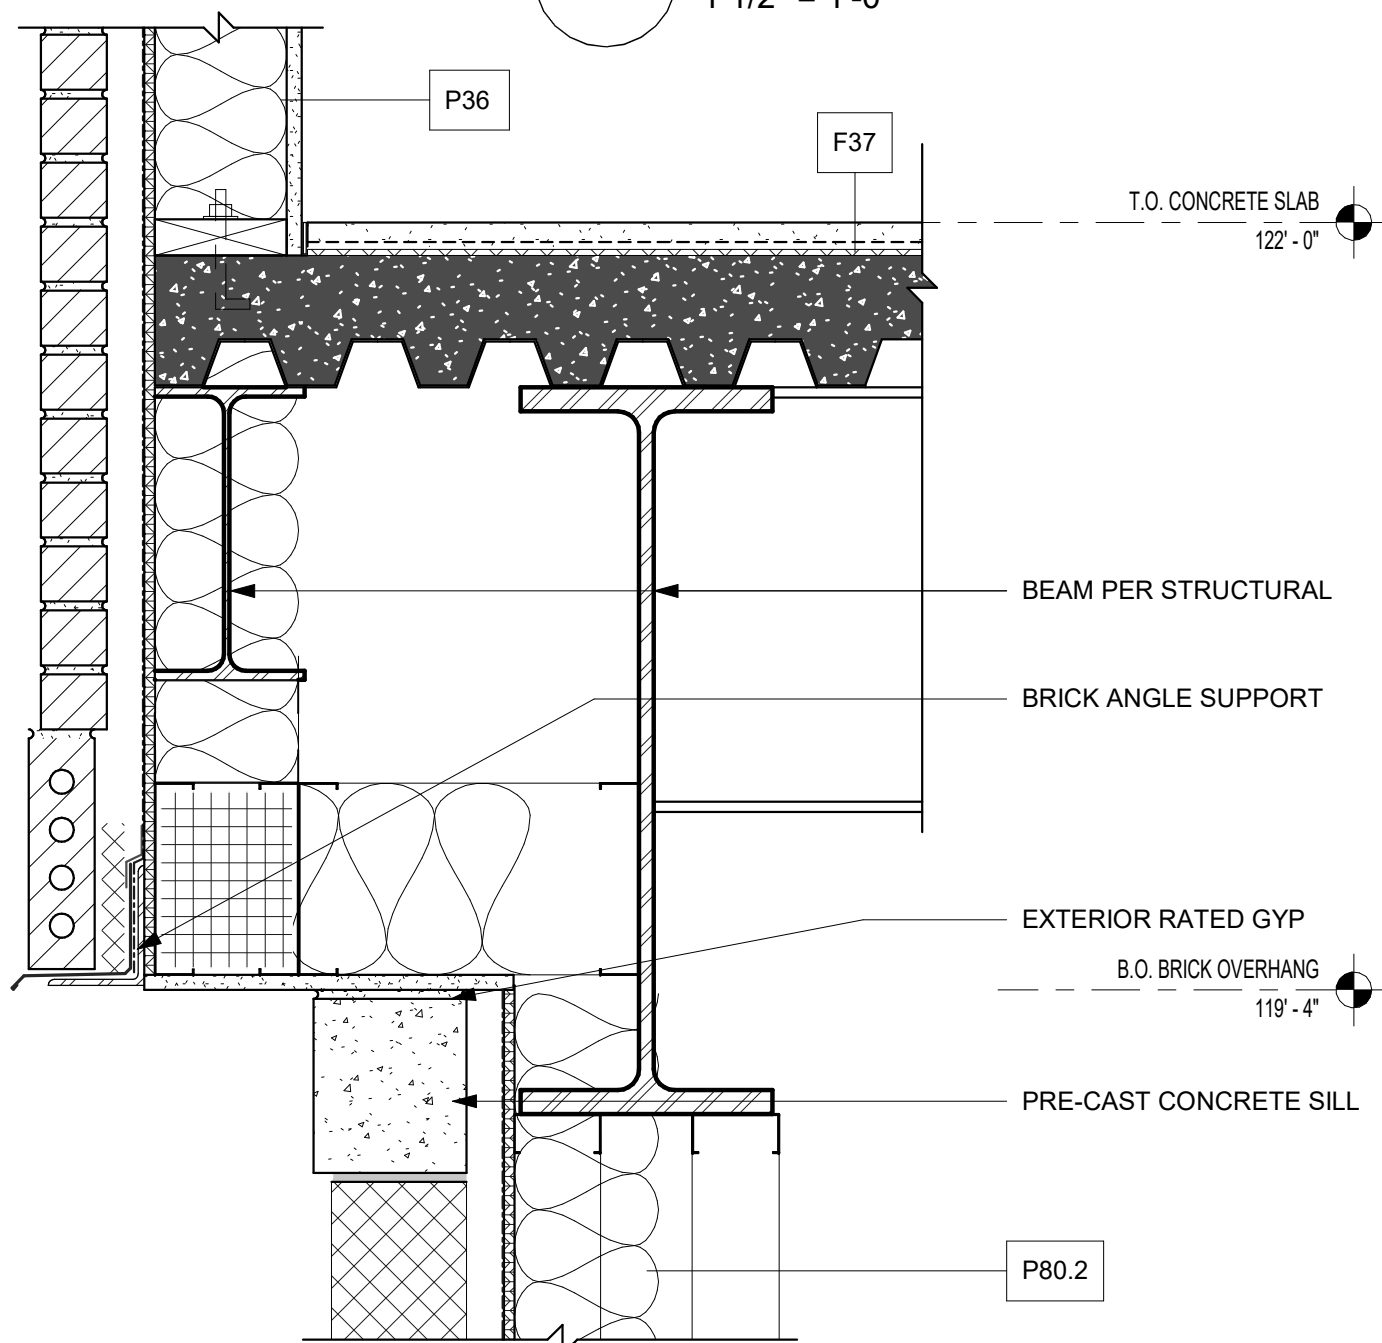 1 1/2" = 1'-0"
P36
F37
T.O. CONCRETE SLAB
122' - 0"
BEAM PER STRUCTURAL
BRICK ANGLE SUPPORT
EXTERIOR RATED GYP
B.O. BRICK OVERHANG
119' - 4"
PRE-CAST CONCRETE SILL
P80.2